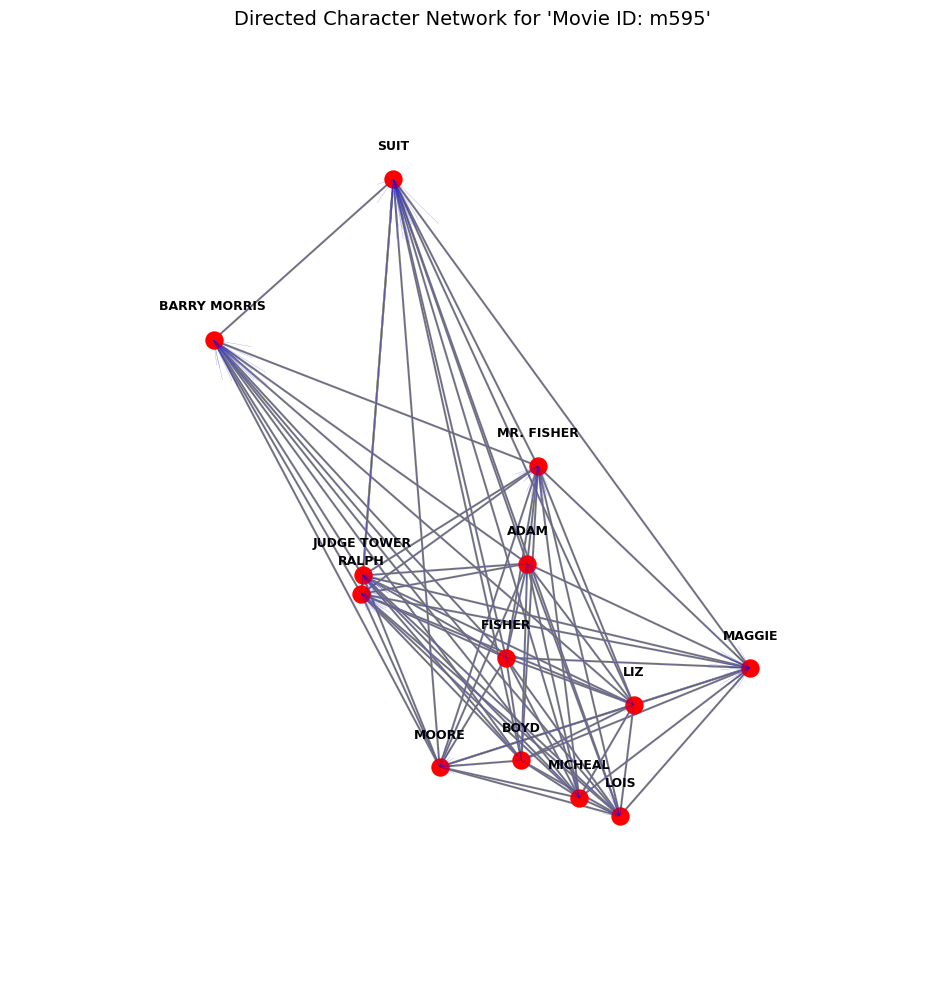 Directed Character Network for 'Movie ID: m595'
SUIT
BARRY MORRIS
MR. FISHER
ADAM
JUDGE TOWER
RALPH
FISHER
MAGGIE
LIZ
BOYD
MOORE
MICHEAL
LOIS